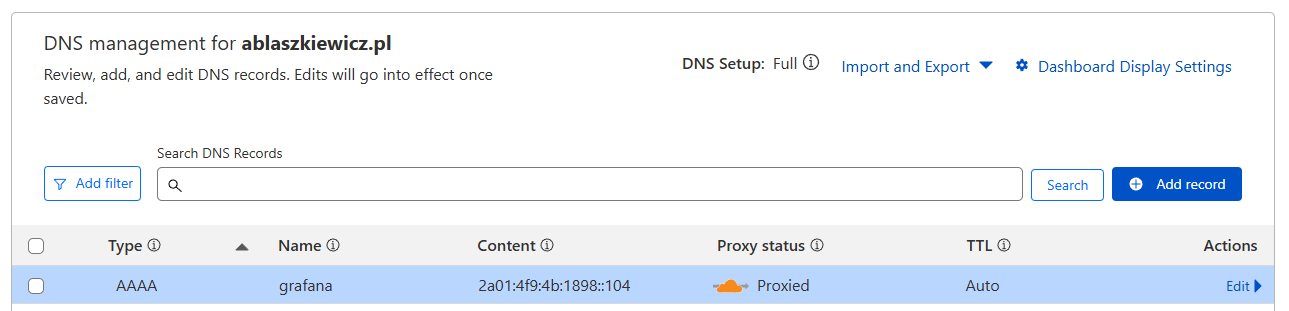 DNS management for ablaszkiewicz.pl
Review, add, and edit DNS records. Edits will go into effect once
saved.
DNS Setup: Full
Import and Export
Dashboard Display Settings
Search DNS Records
Add filter
Search
Add record
Type Name Content Proxy status TTL Actions
AAAA grafana 2a01:4f9:4b:1898::104 Proxied Auto Edit